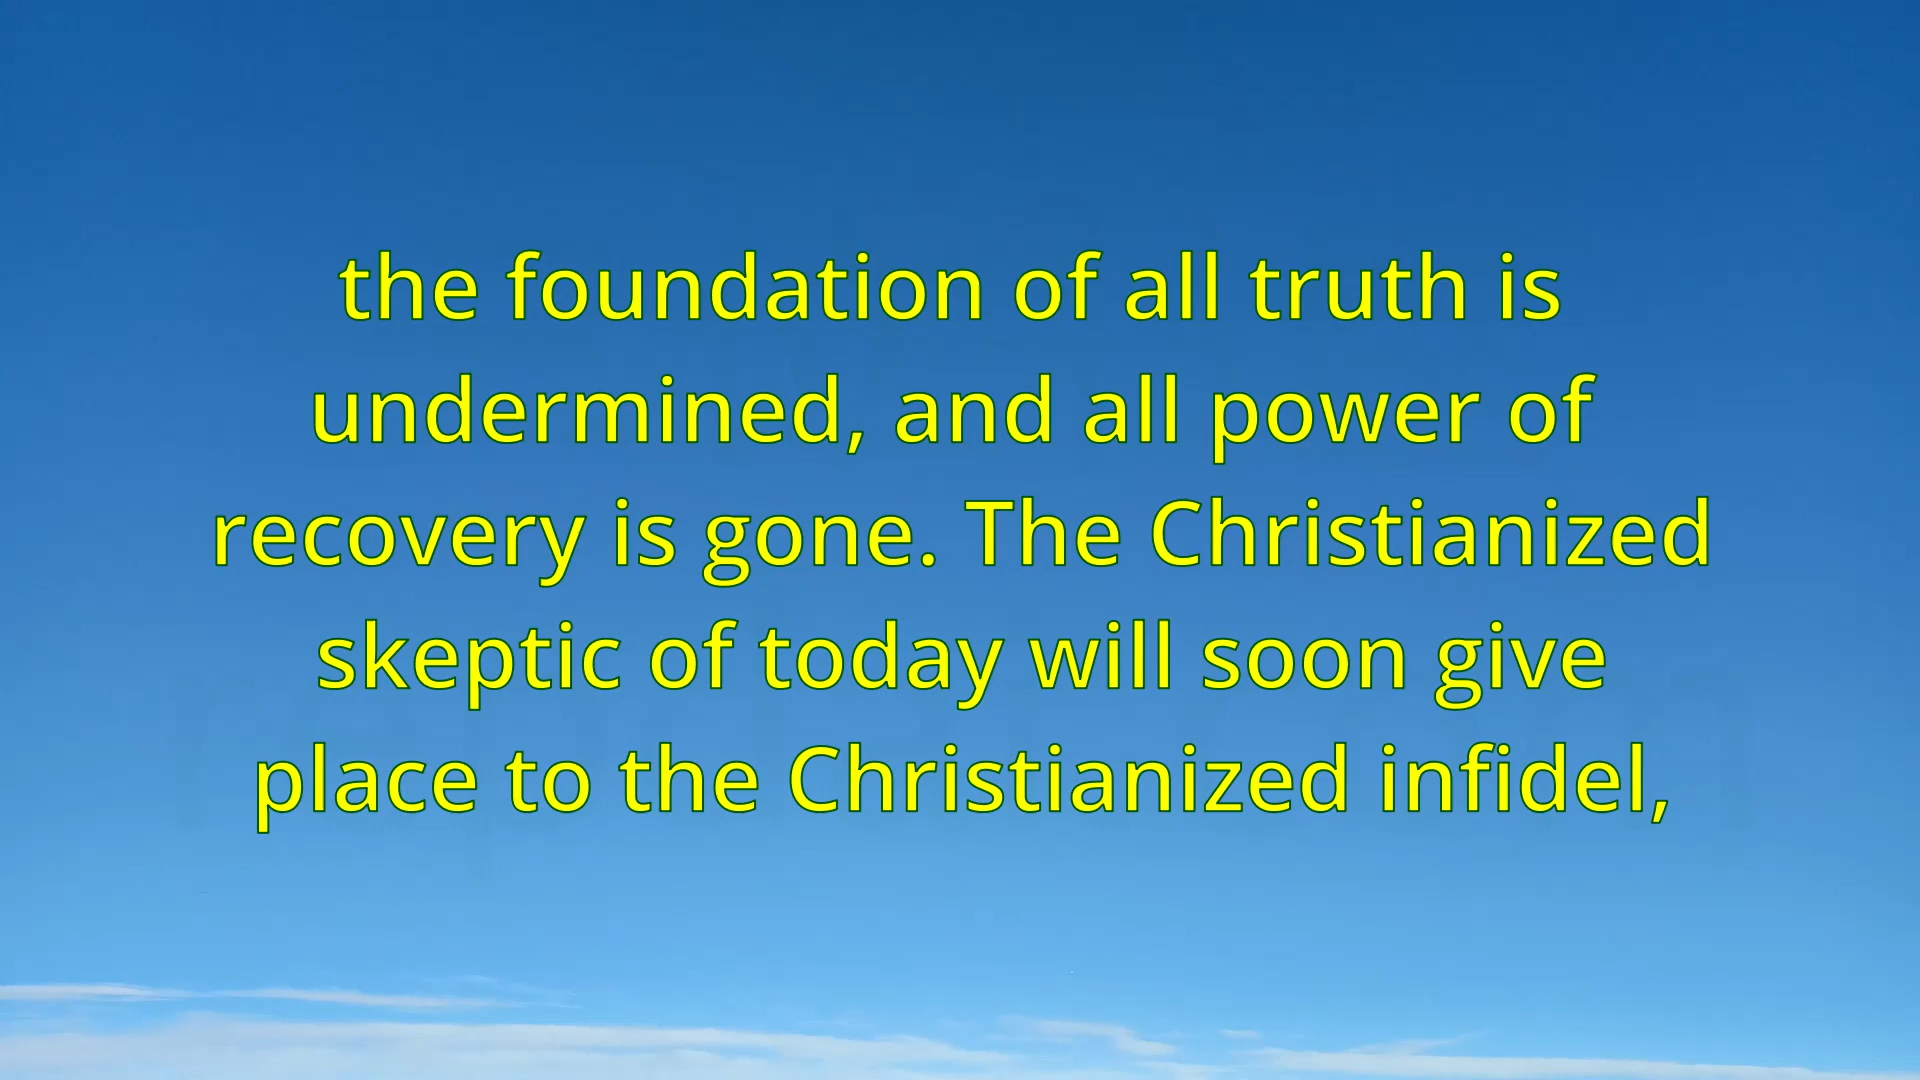 the foundation of all truth is
undermined, and all power of
recovery is gone. The Christianized
skeptic of today will soon give
place to the Christianized infidel,